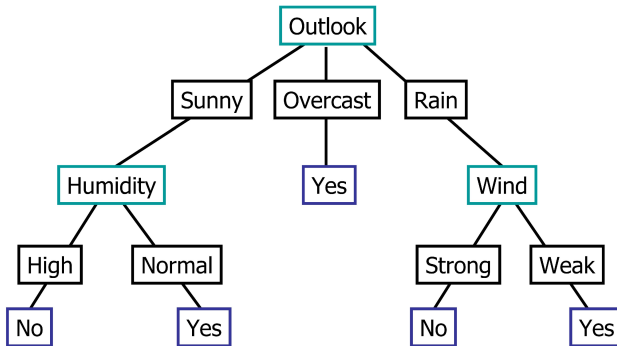 Outlook
Sunny Overcast Rain
Humidity Yes Wind
High Normal Strong Weak
No Yes No Yes